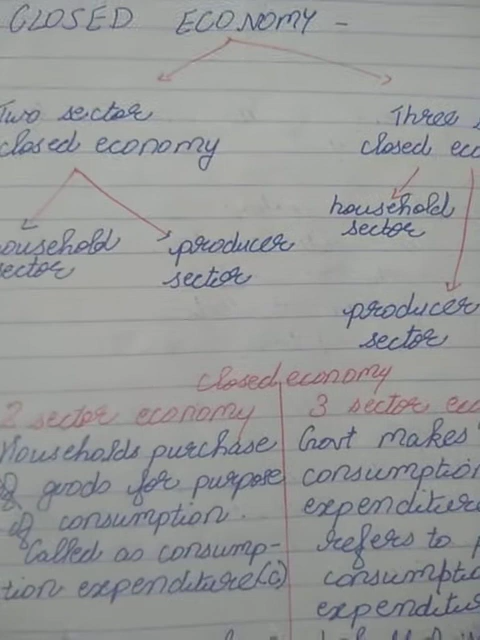 CLOSED ECONOMY -
Two sector
closed economy
Three
closed eco
household
sector
producer
sector
household
sector
producer
sector
closed economy
2 sector economy
Households purchase
of goods for purpose
of consumption.
Called as consump-
tion expenditure (C)
3 sector eco
Govt makes
consumption
expenditure
refers to
consumptio
expenditu